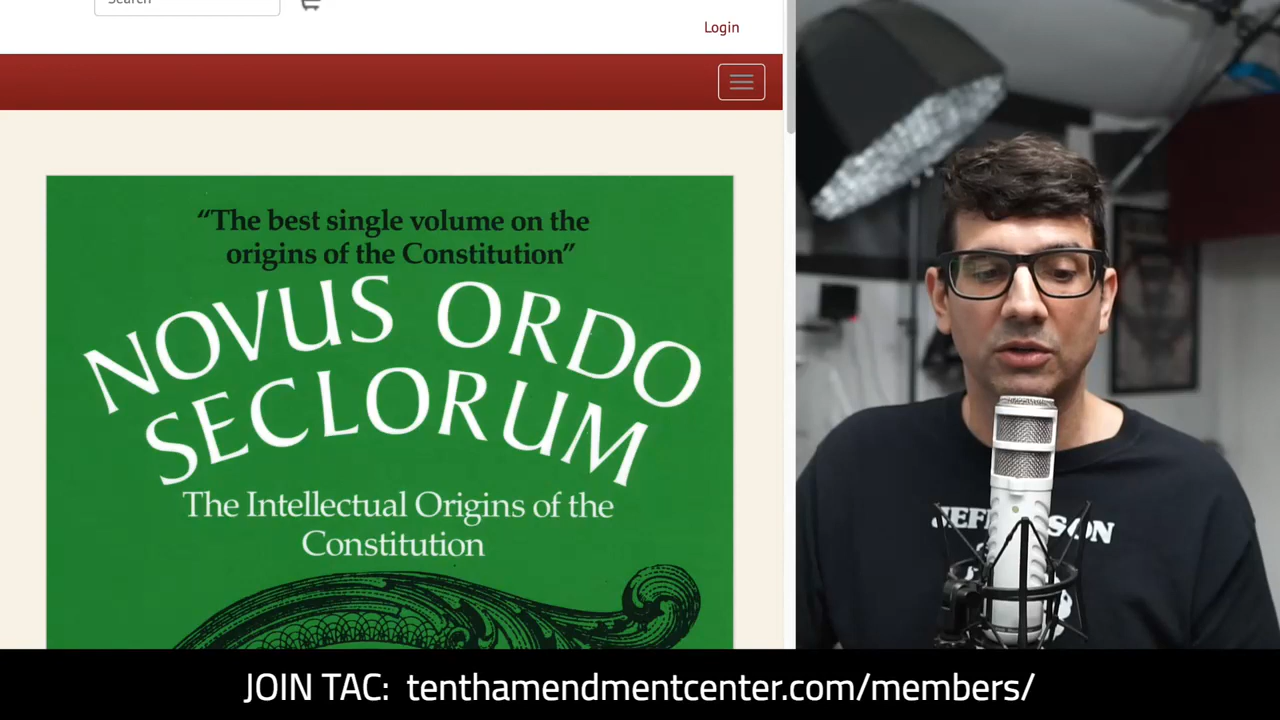 Login
“The best single volume on the
origins of the Constitution”
NOVUS ORDO
SECLORUM
The Intellectual Origins of the
Constitution
JOIN TAC: tenthamendmentcenter.com/members/